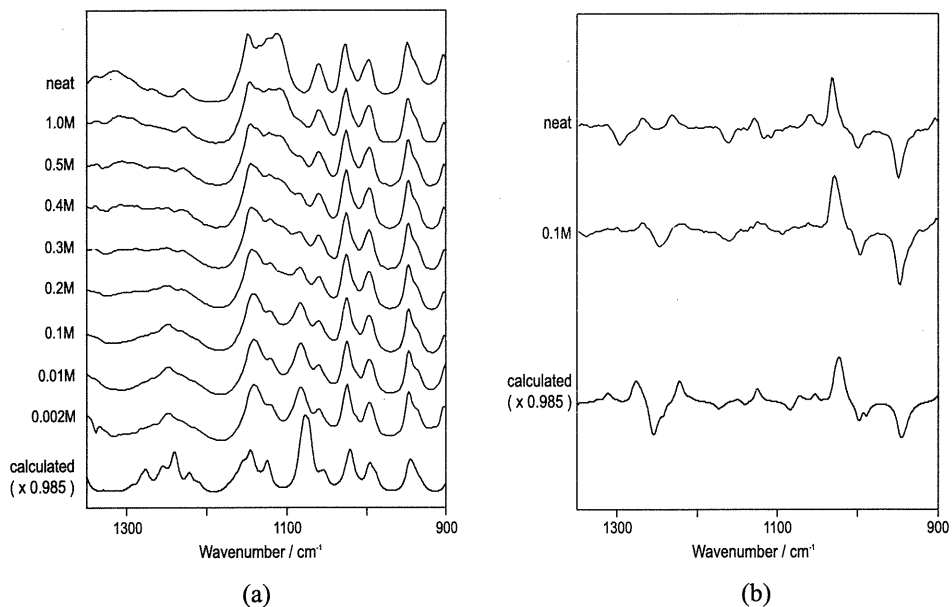 neat
1.0M
0.5M
0.4M
0.3M
0.2M
0.1M
0.01M
0.002M
calculated
( x 0.985 )
1300
1100
900
Wavenumber / cm⁻¹
(a)
neat
0.1M
calculated
( x 0.985 )
1300
1100
900
Wavenumber / cm⁻¹
(b)